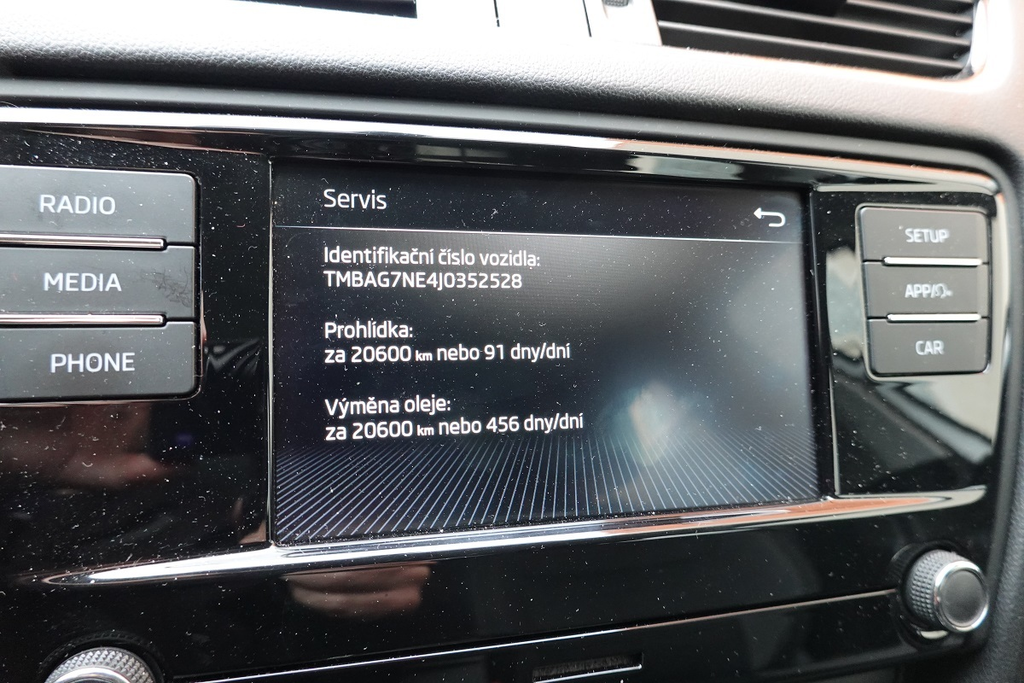 RADIO
MEDIA
PHONE
Servis
Identifikační číslo vozidla:
TMBAG7NE4J0352528
Prohlídka:
za 20600 km nebo 91 dny/dní
Výměna oleje:
za 20600 km nebo 456 dny/dní
SETUP
APP
CAR